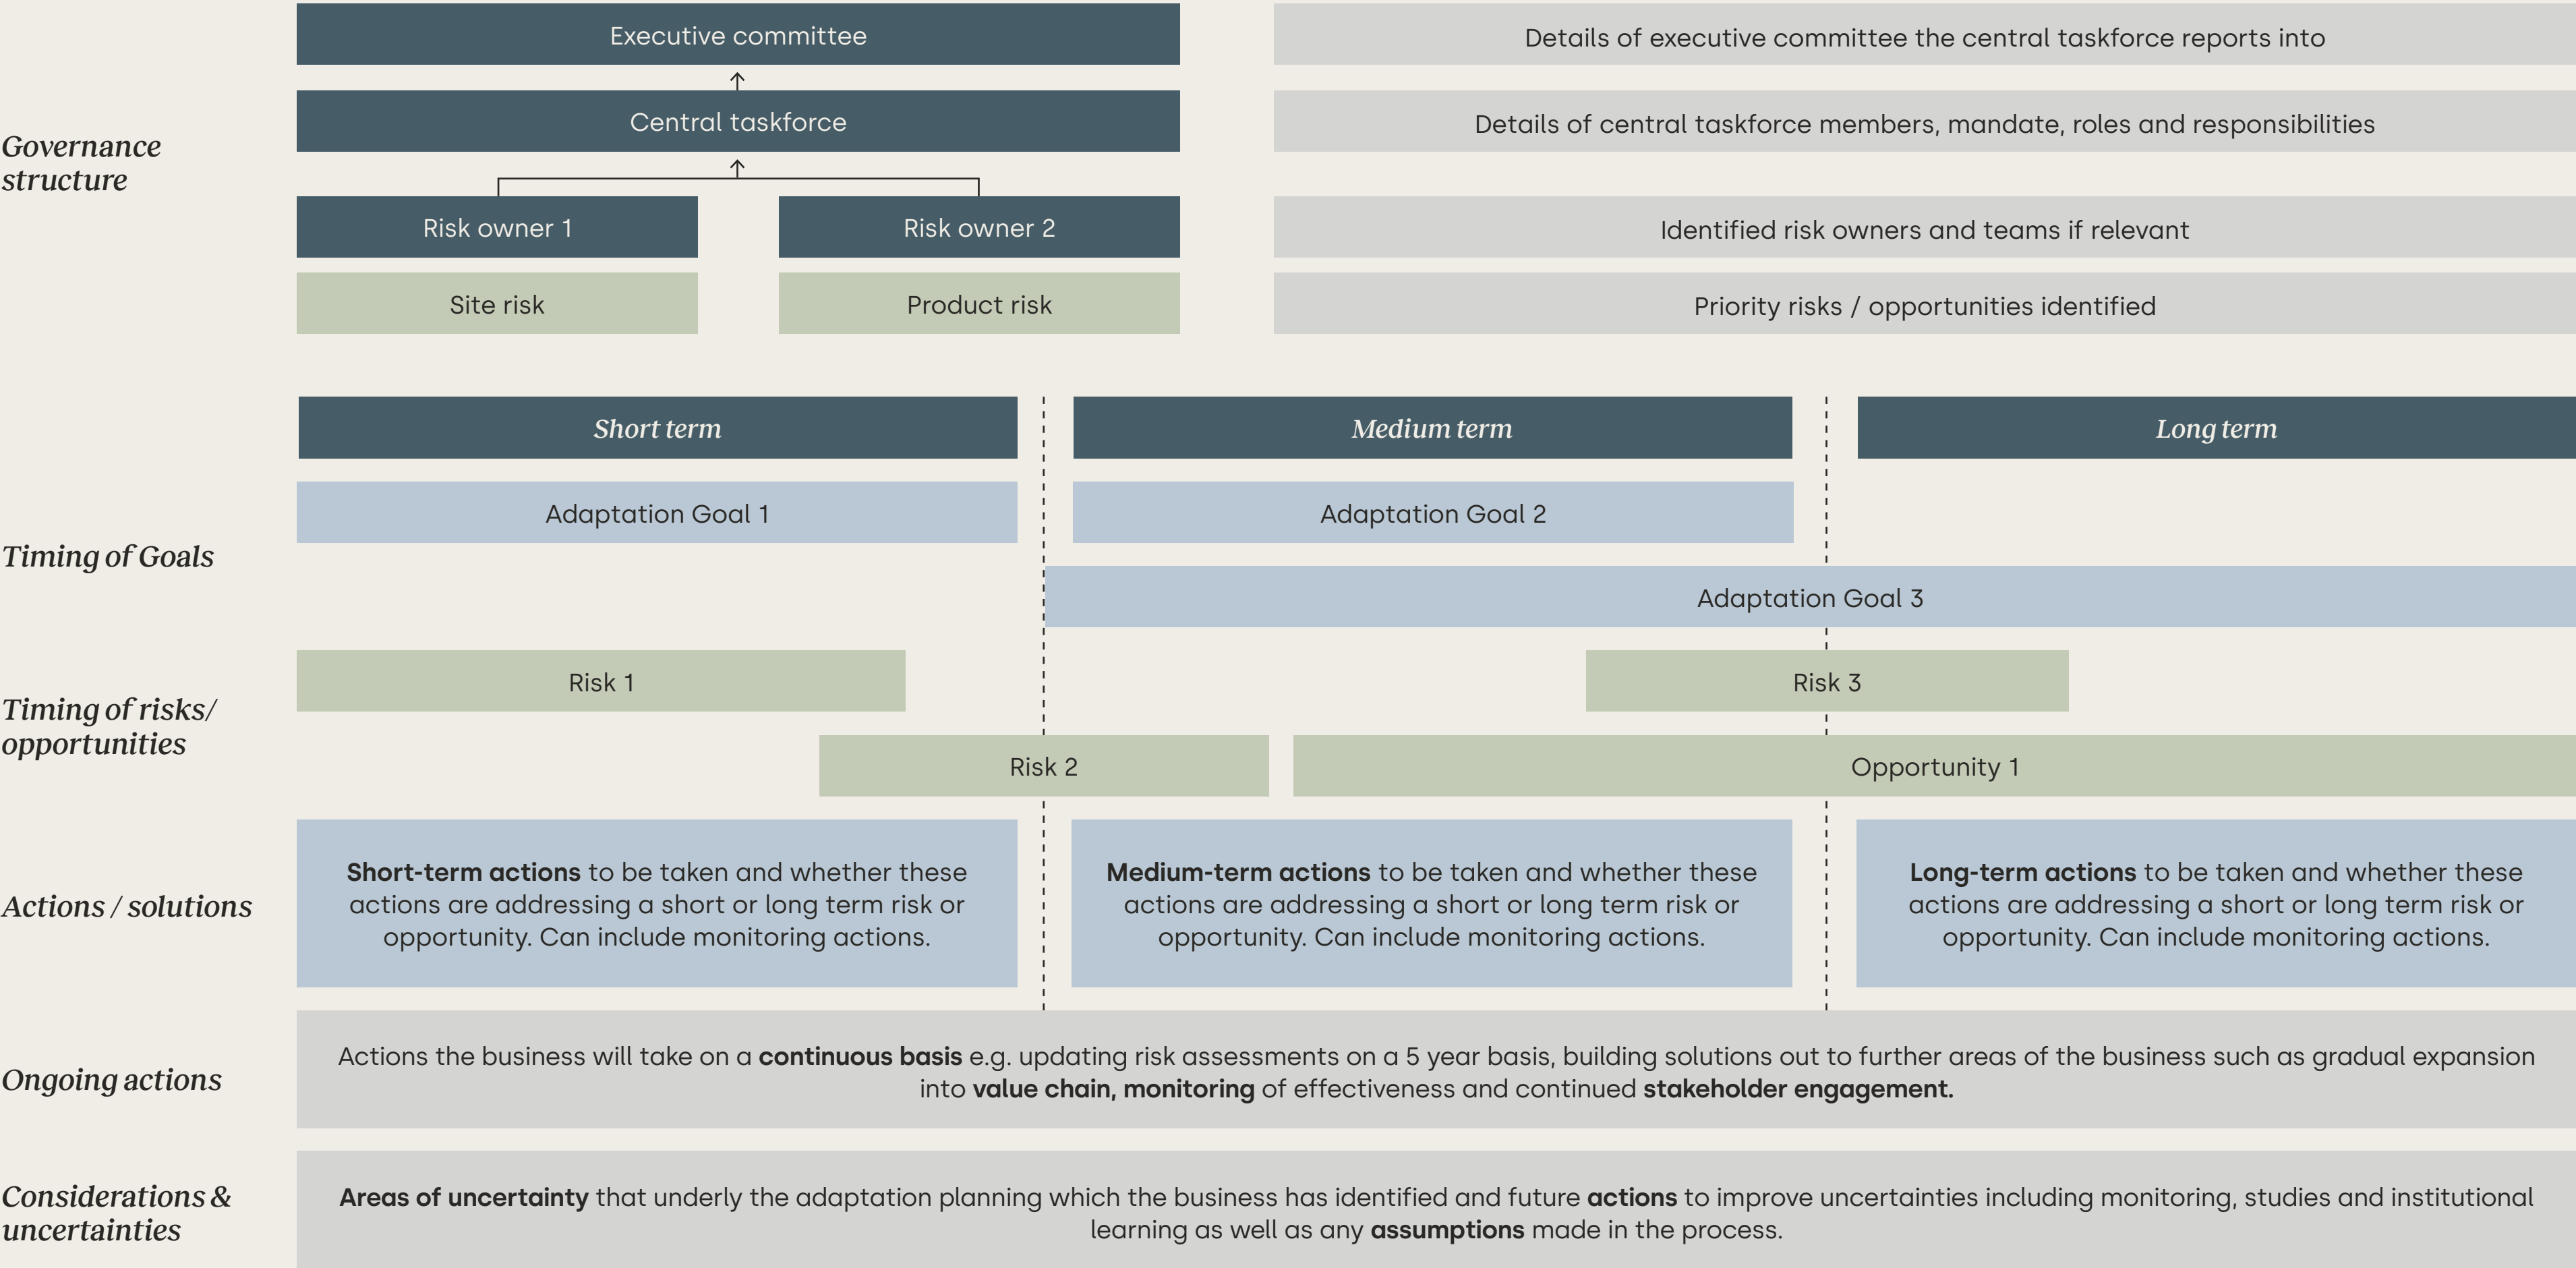 Executive committee
Details of executive committee the central taskforce reports into
Central taskforce
Details of central taskforce members, mandate, roles and responsibilities
Governance
structure
Risk owner 1
Risk owner 2
Identified risk owners and teams if relevant
Site risk
Product risk
Priority risks / opportunities identified
Short term
Medium term
Long term
Timing of Goals
Adaptation Goal 1
Adaptation Goal 2
Adaptation Goal 3
Timing of risks/
opportunities
Risk 1
Risk 3
Risk 2
Opportunity 1
Actions / solutions
Short-term actions to be taken and whether these
actions are addressing a short or long term risk or
opportunity. Can include monitoring actions.
Medium-term actions to be taken and whether these
actions are addressing a short or long term risk or
opportunity. Can include monitoring actions.
Long-term actions to be taken and whether these
actions are addressing a short or long term risk or
opportunity. Can include monitoring actions.
Ongoing actions
Actions the business will take on a continuous basis e.g. updating risk assessments on a 5 year basis, building solutions out to further areas of the business such as gradual expansion
into value chain, monitoring of effectiveness and continued stakeholder engagement.
Considerations &
uncertainties
Areas of uncertainty that underly the adaptation planning which the business has identified and future actions to improve uncertainties including monitoring, studies and institutional
learning as well as any assumptions made in the process.